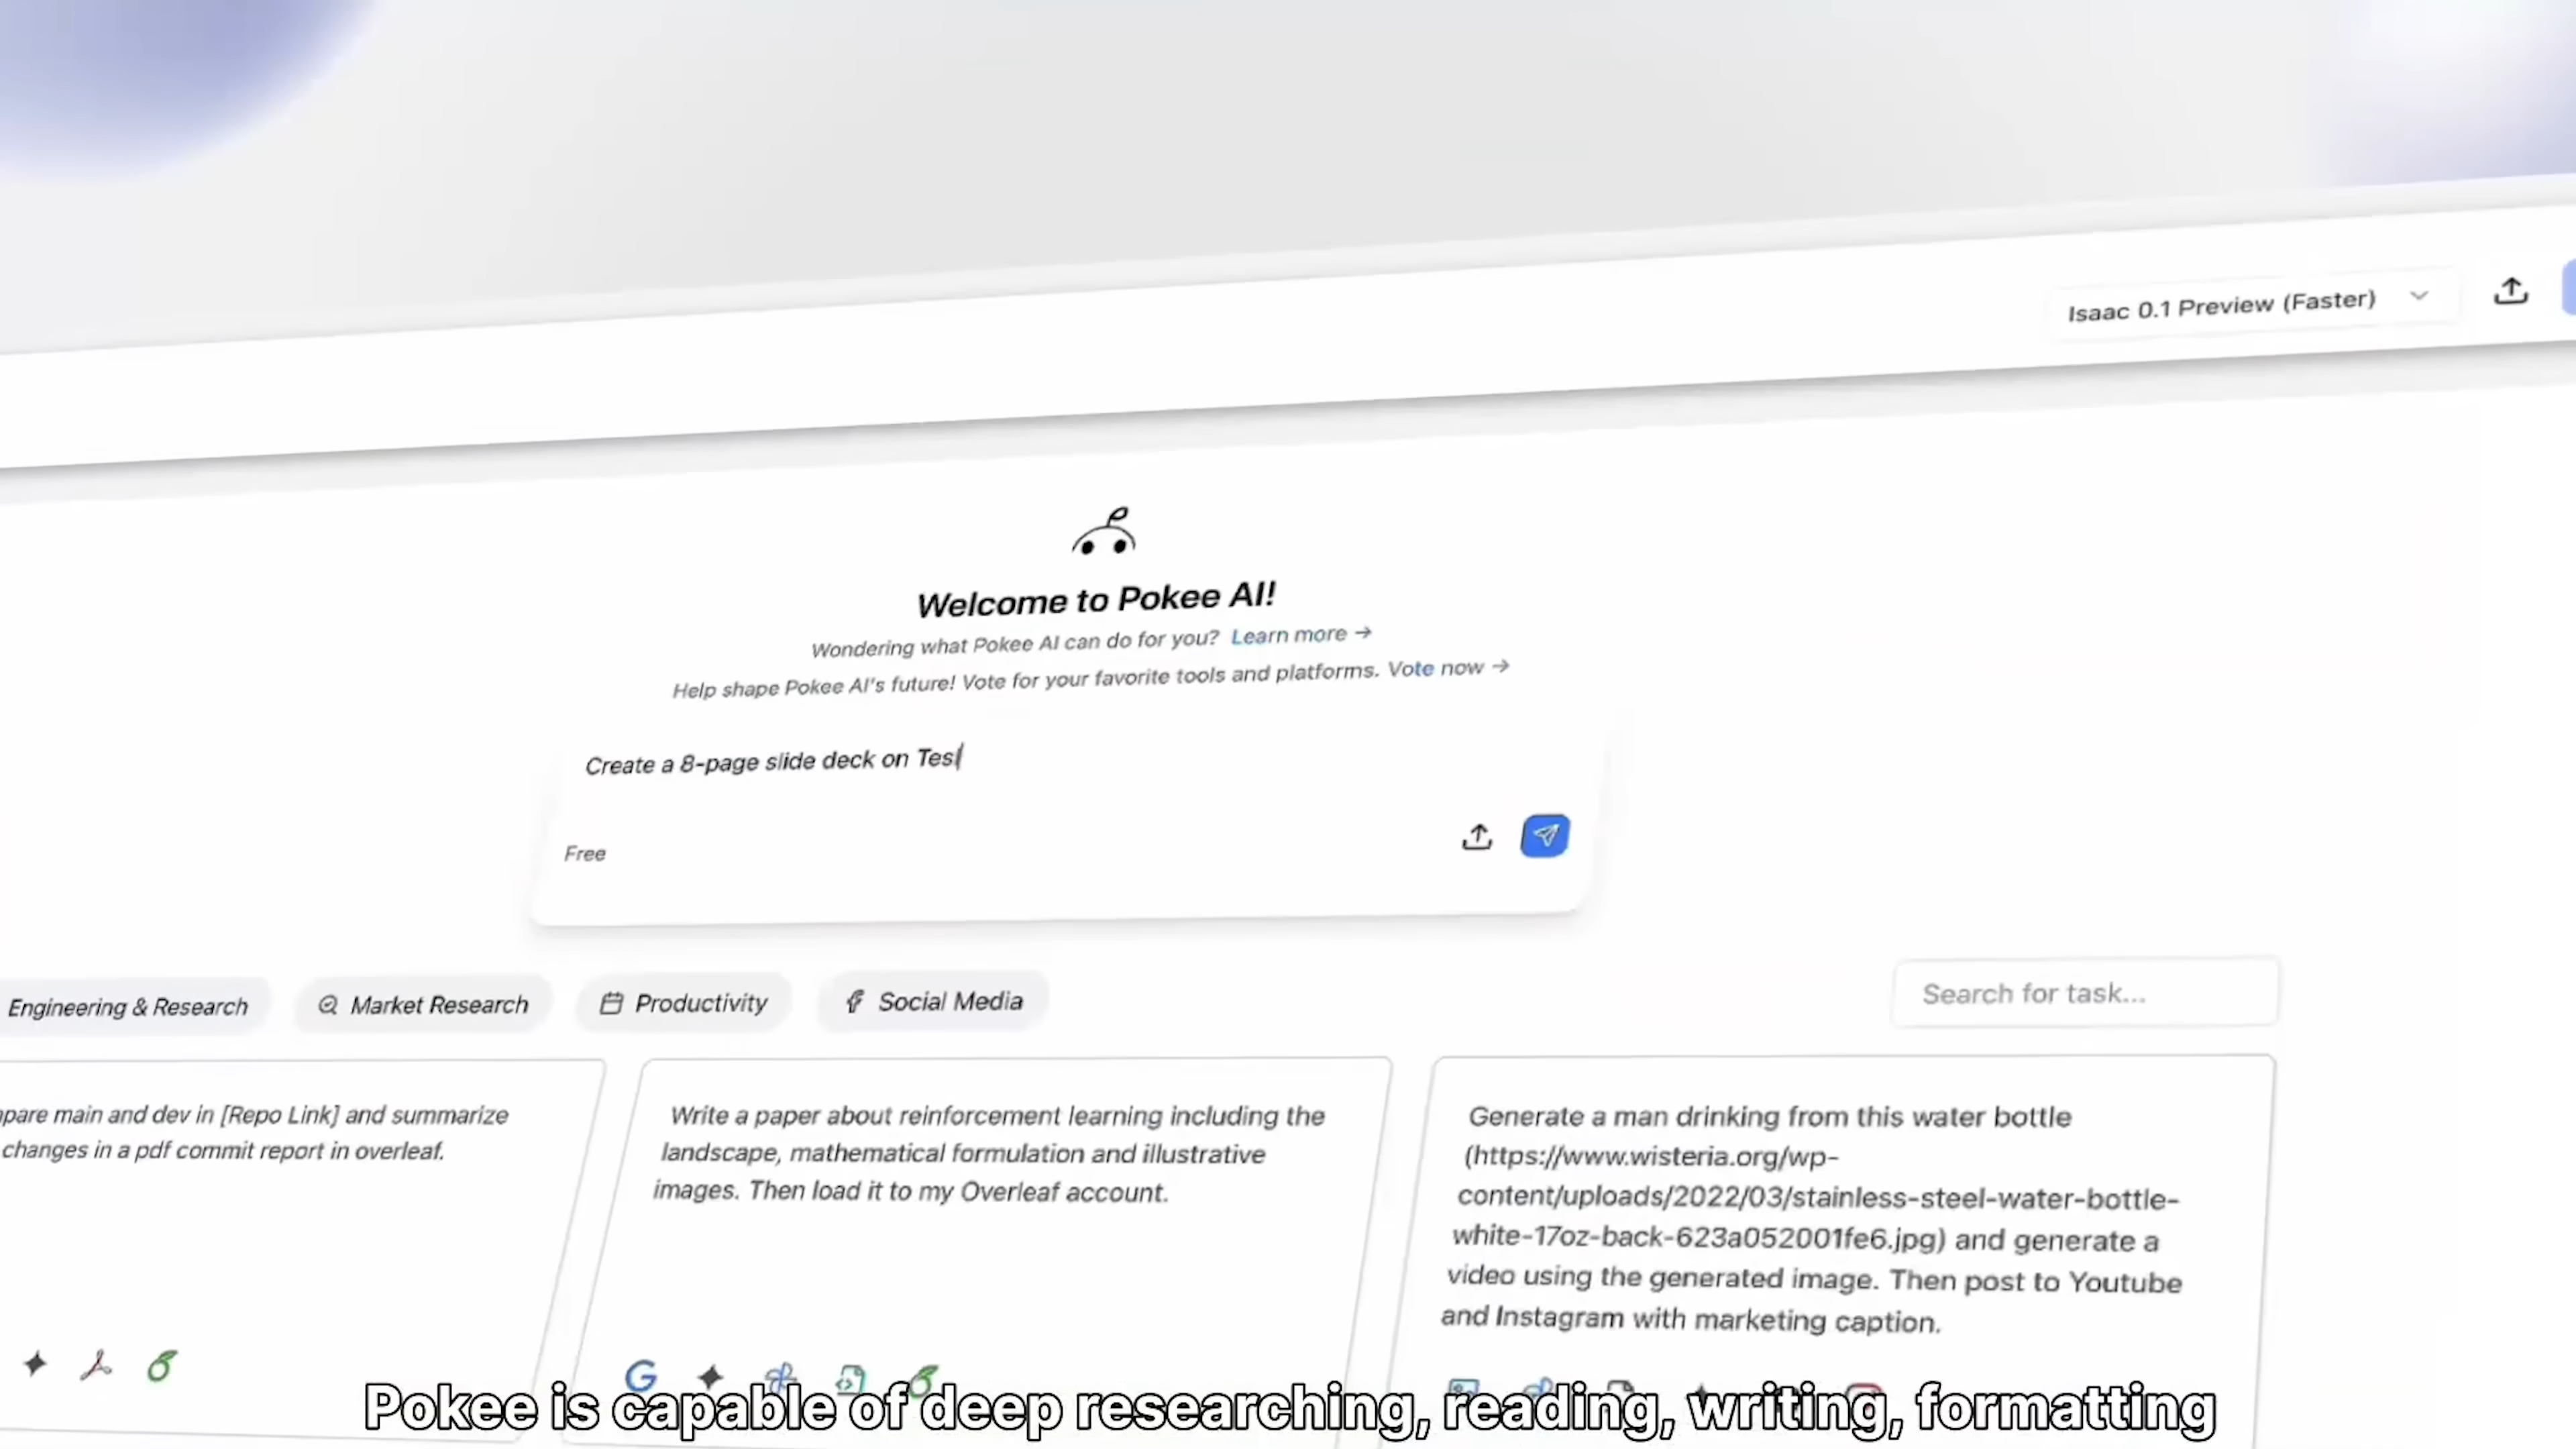 Isaac 0.1 Preview (Faster)
Welcome to Pokee AI!
Wondering what Pokee AI can do for you? Learn more →
Help shape Pokee AI's future! Vote for your favorite tools and platforms. Vote now →
Create a 8-page slide deck on Tesl
Free
Engineering & Research
Market Research
Productivity
Social Media
Search for task...
changes in a pdf commit report in overleaf.
main and dev in [Repo Link] and summarize
Write a paper about reinforcement learning including the
landscape, mathematical formulation and illustrative
images. Then load it to my Overleaf account.
Generate a man drinking from this water bottle
(https://www.wisteria.org/wp-
content/uploads/2022/03/stainless-steel-water-bottle-
white-17oz-back-623a052001fe6.jpg) and generate a
video using the generated image. Then post to Youtube
and Instagram with marketing caption.
Pokee is capable of deep researching, reading, writing, formatting